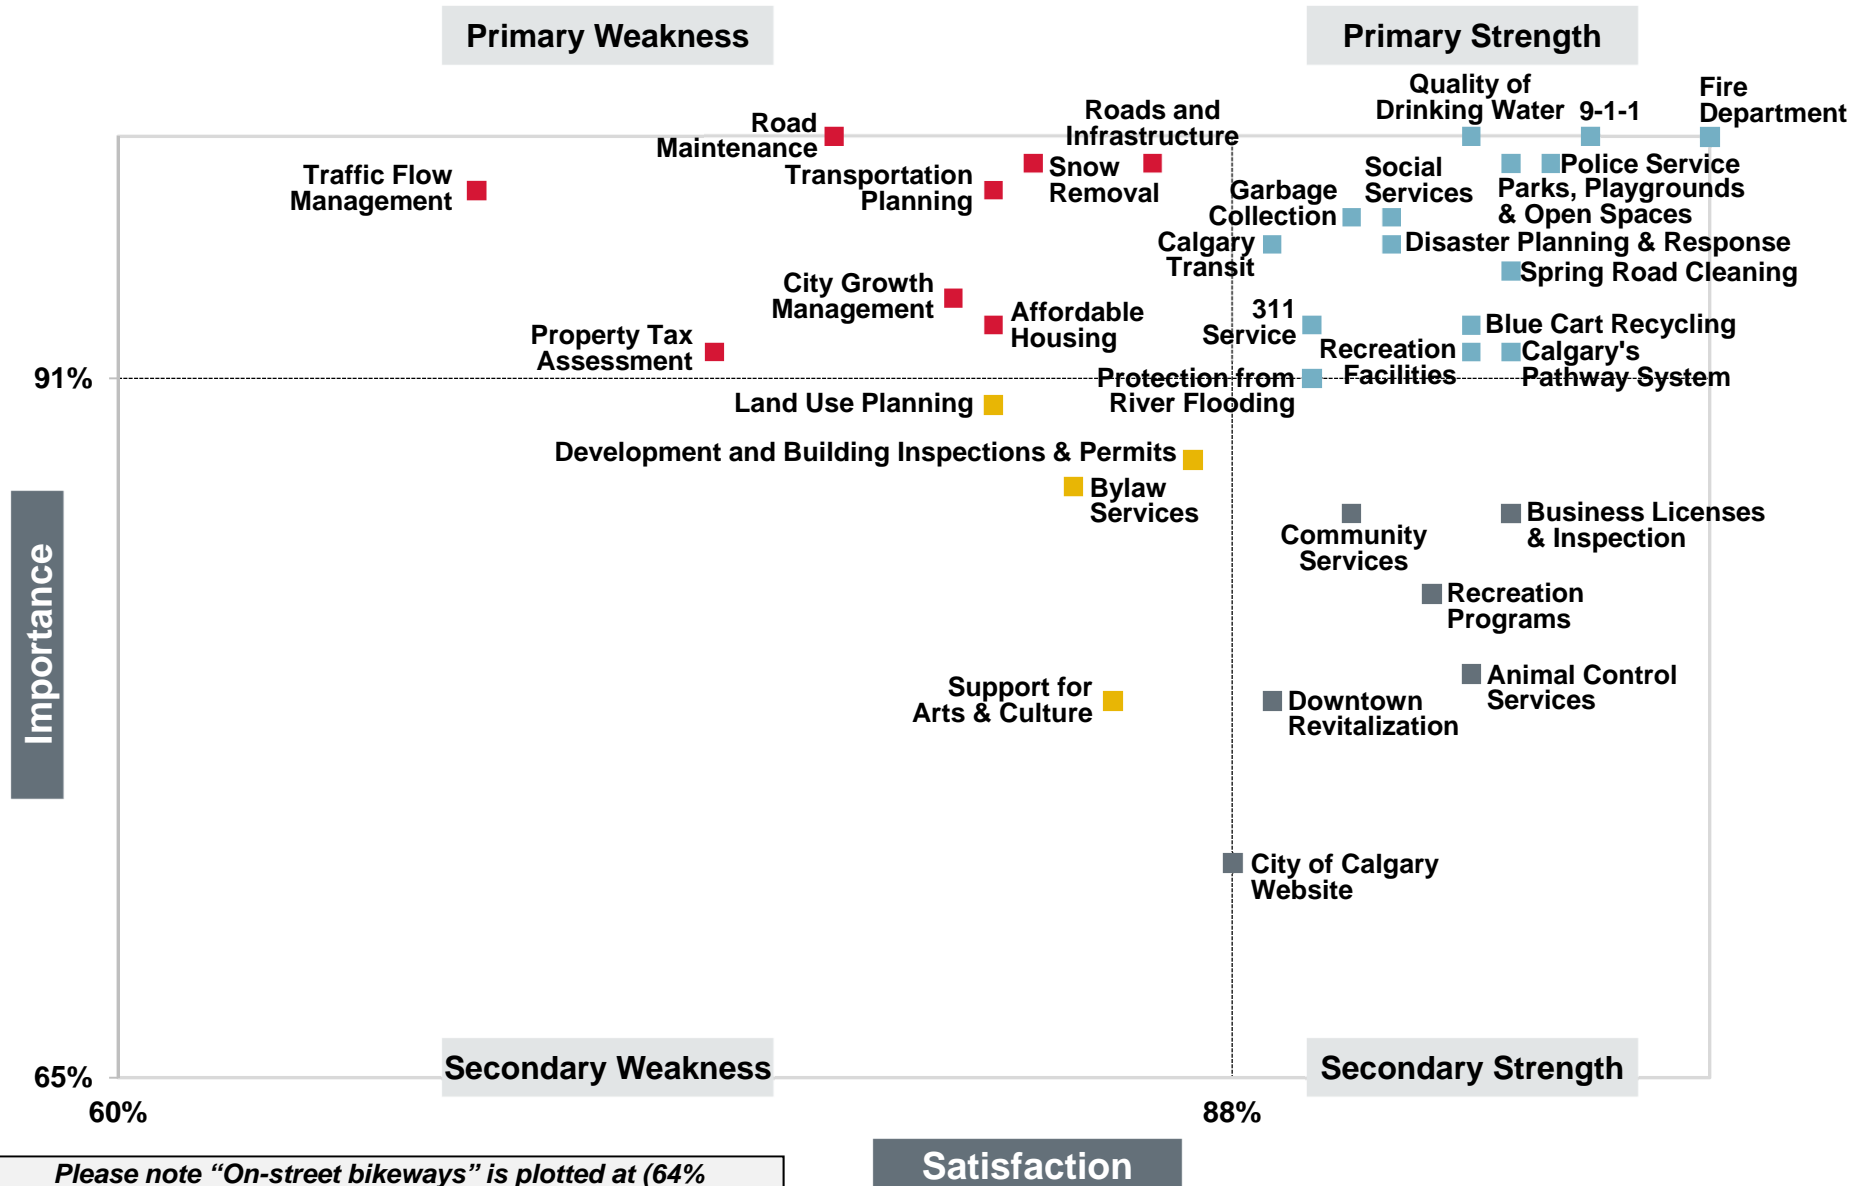 Primary Weakness
Primary Strength
Quality of
Drinking Water
9-1-1
Fire
Department
Road
Maintenance
Roads and
Infrastructure
Traffic Flow
Management
Transportation
Planning
Snow
Removal
Garbage
Collection
Social
Services
Police Service
Parks, Playgrounds
& Open Spaces
Calgary
Transit
Disaster Planning & Response
Spring Road Cleaning
City Growth
Management
Affordable
Housing
311
Service
Blue Cart Recycling
Property Tax
Assessment
Recreation
Facilities
Calgary's
Pathway System
91%
Protection from
River Flooding
Land Use Planning
Development and Building Inspections & Permits
Bylaw
Services
Community
Services
Business Licenses
& Inspection
Importance
Recreation
Programs
Support for
Arts & Culture
Downtown
Revitalization
Animal Control
Services
City of Calgary
Website
Secondary Weakness
Secondary Strength
65%
60%
88%
Satisfaction
Please note “On-street bikeways” is plotted at (64%